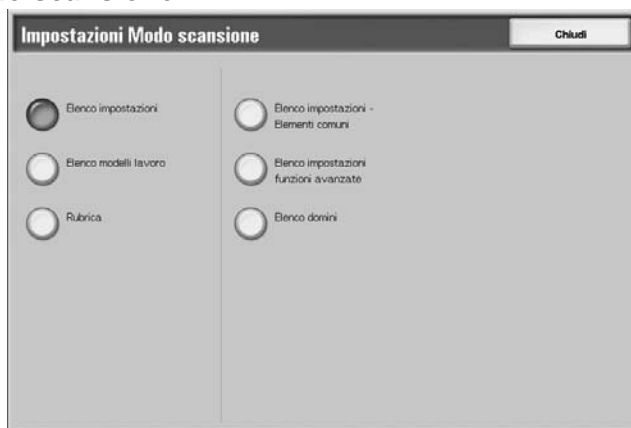 Impostazioni Modo scansione
Chiudi
Elenco impostazioni
Elenco modelli lavoro
Rubrica
Elenco impostazioni -
Elementi comuni
Elenco impostazioni
funzioni avanzate
Elenco domini